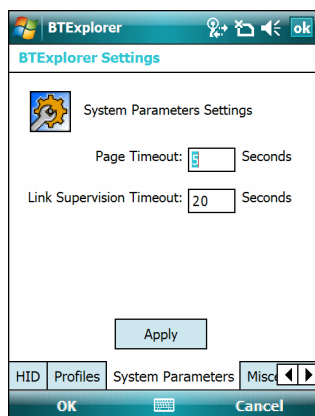 BTExplorer ok
BTExplorer Settings
System Parameters Settings
Page Timeout: 5 Seconds
Link Supervision Timeout: 20 Seconds
Apply
HID Profiles System Parameters Misce
OK Cancel